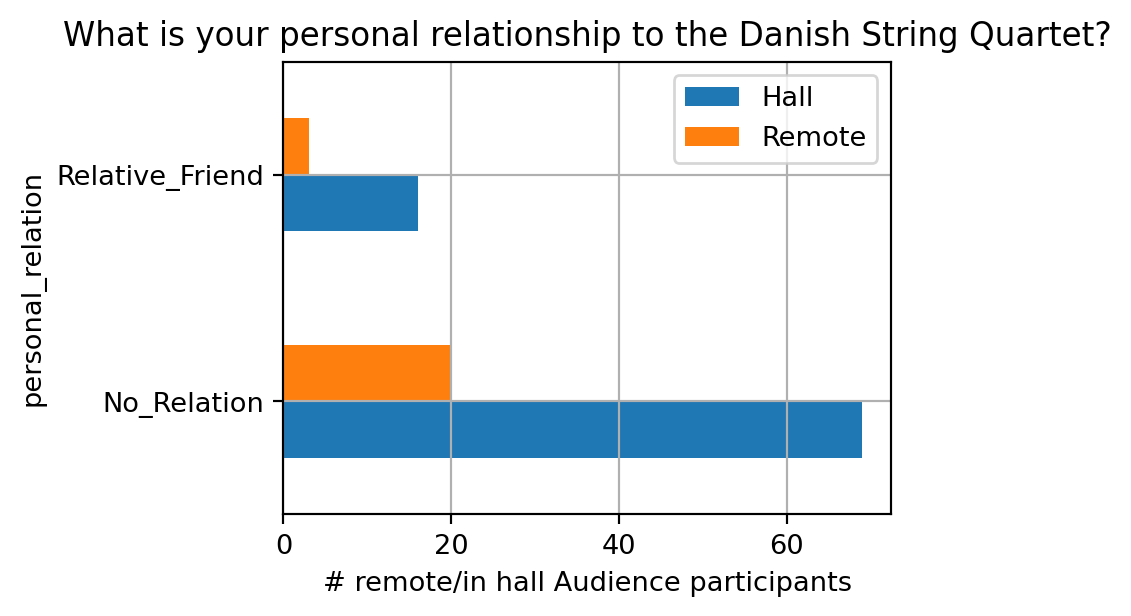 What is your personal relationship to the Danish String Quartet?
Hall
Remote
Relative_Friend
No_Relation
personal_relation
0 20 40 60
# remote/in hall Audience participants